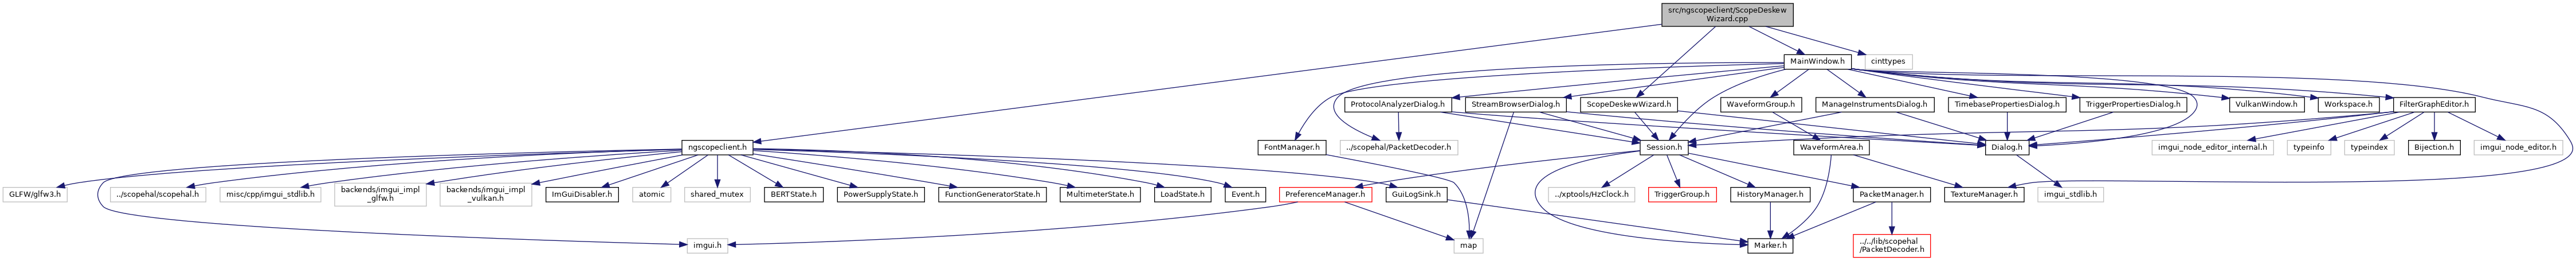 src/ngscopeclient/ScopeDeskew
Wizard.cpp
MainWindow.h
cinttypes
ProtocolAnalyzerDialog.h
StreamBrowserDialog.h
ScopeDeskewWizard.h
WaveformGroup.h
ManageInstrumentsDialog.h
TimebasePropertiesDialog.h
TriggerPropertiesDialog.h
VulkanWindow.h
Workspace.h
FilterGraphEditor.h
ngscopeclient.h
FontManager.h
../scopehal/PacketDecoder.h
Session.h
WaveformArea.h
Dialog.h
imgui_node_editor_internal.h
typeinfo
typeindex
Bijection.h
imgui_node_editor.h
GLFW/glfw3.h
../scopehal/scopehal.h
misc/cpp/imgui_stdlib.h
backends/imgui_impl
_glfw.h
backends/imgui_impl
_vulkan.h
ImGuiDisabler.h
atomic
shared_mutex
BERTState.h
PowerSupplyState.h
FunctionGeneratorState.h
MultimeterState.h
LoadState.h
Event.h
PreferenceManager.h
GuiLogSink.h
../xptools/HzClock.h
TriggerGroup.h
HistoryManager.h
PacketManager.h
TextureManager.h
imgui_stdlib.h
imgui.h
map
Marker.h
../../lib/scopehal
/PacketDecoder.h